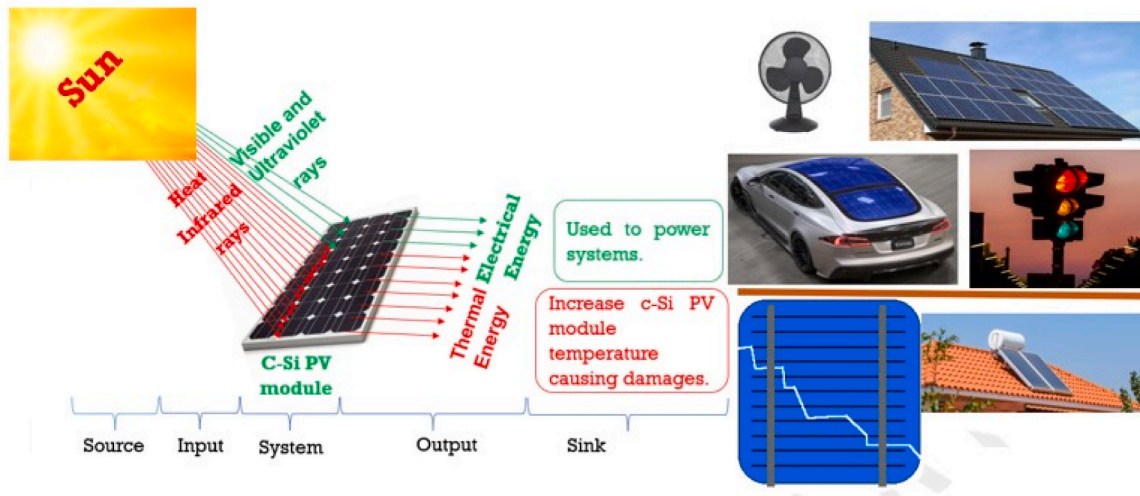 Sun
Visible and
Ultraviolet
rays
Heat
Infrared
rays
Electrical
Energy
Thermal
Energy
C-Si PV
module
Used to power
systems.
Increase c-Si PV
module
temperature
causing damages.
Source
Input
System
Output
Sink